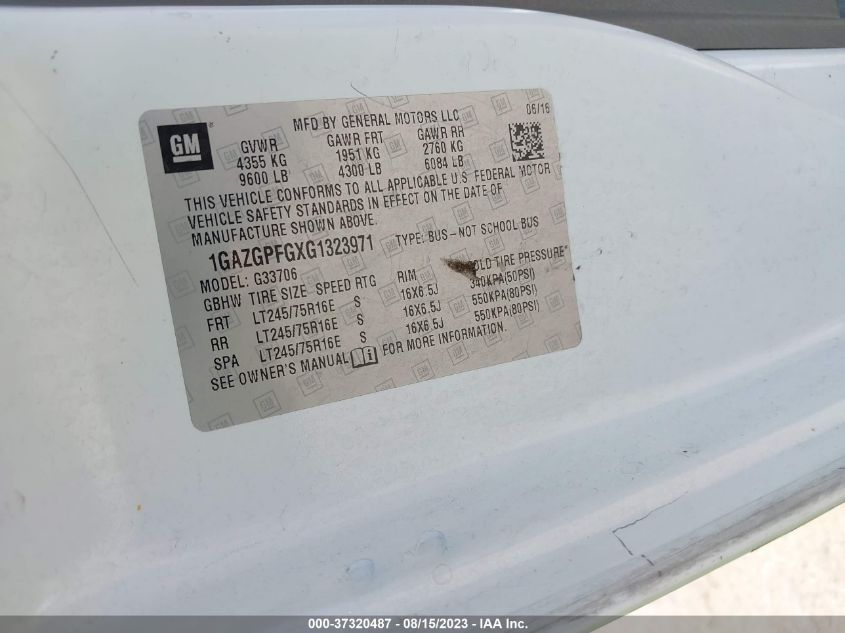 GM
MFD BY GENERAL MOTORS LLC 06/16
GVWR GAWR FRT GAWR RR
4355 KG 1951 KG 2760 KG
9600 LB 4300 LB 6084 LB
THIS VEHICLE CONFORMS TO ALL APPLICABLE U.S. FEDERAL MOTOR
VEHICLE SAFETY STANDARDS IN EFFECT ON THE DATE OF
MANUFACTURE SHOWN ABOVE.
1GAZGPFGXG1323971 TYPE: BUS-NOT SCHOOL BUS
MODEL: G33706
GBHW TIRE SIZE SPEED RTG RIM OLD TIRE PRESSURE
FRT LT245/75R16E S 16X6.5J 340KPA(50PSI)
RR LT245/75R16E S 16X6.5J 550KPA(80PSI)
SPA LT245/75R16E S 16X6.5J 550KPA(80PSI)
SEE OWNER'S MANUAL FOR MORE INFORMATION.
000-37320487 - 08/15/2023 - IAA Inc.